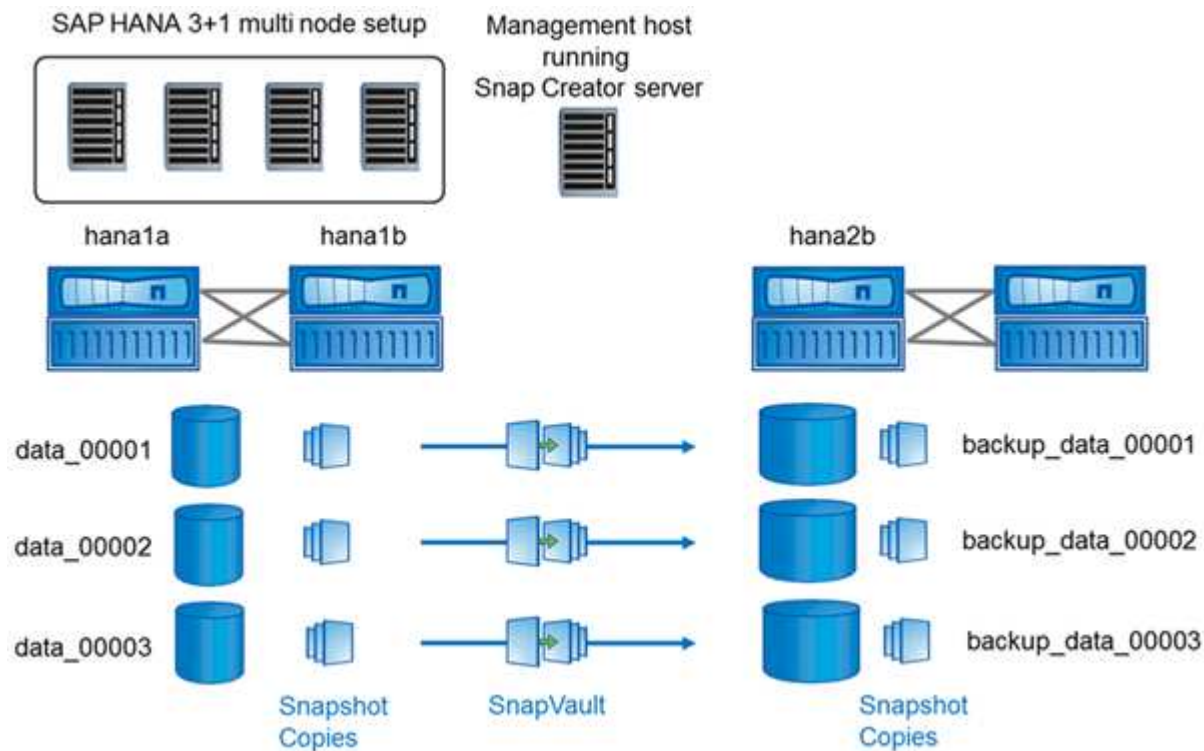 SAP HANA 3+1 multi node setup
Management host
running
Snap Creator server
hana1a
hana1b
hana2b
data_00001
backup_data_00001
data_00002
backup_data_00002
data_00003
backup_data_00003
Snapshot
Copies
SnapVault
Snapshot
Copies